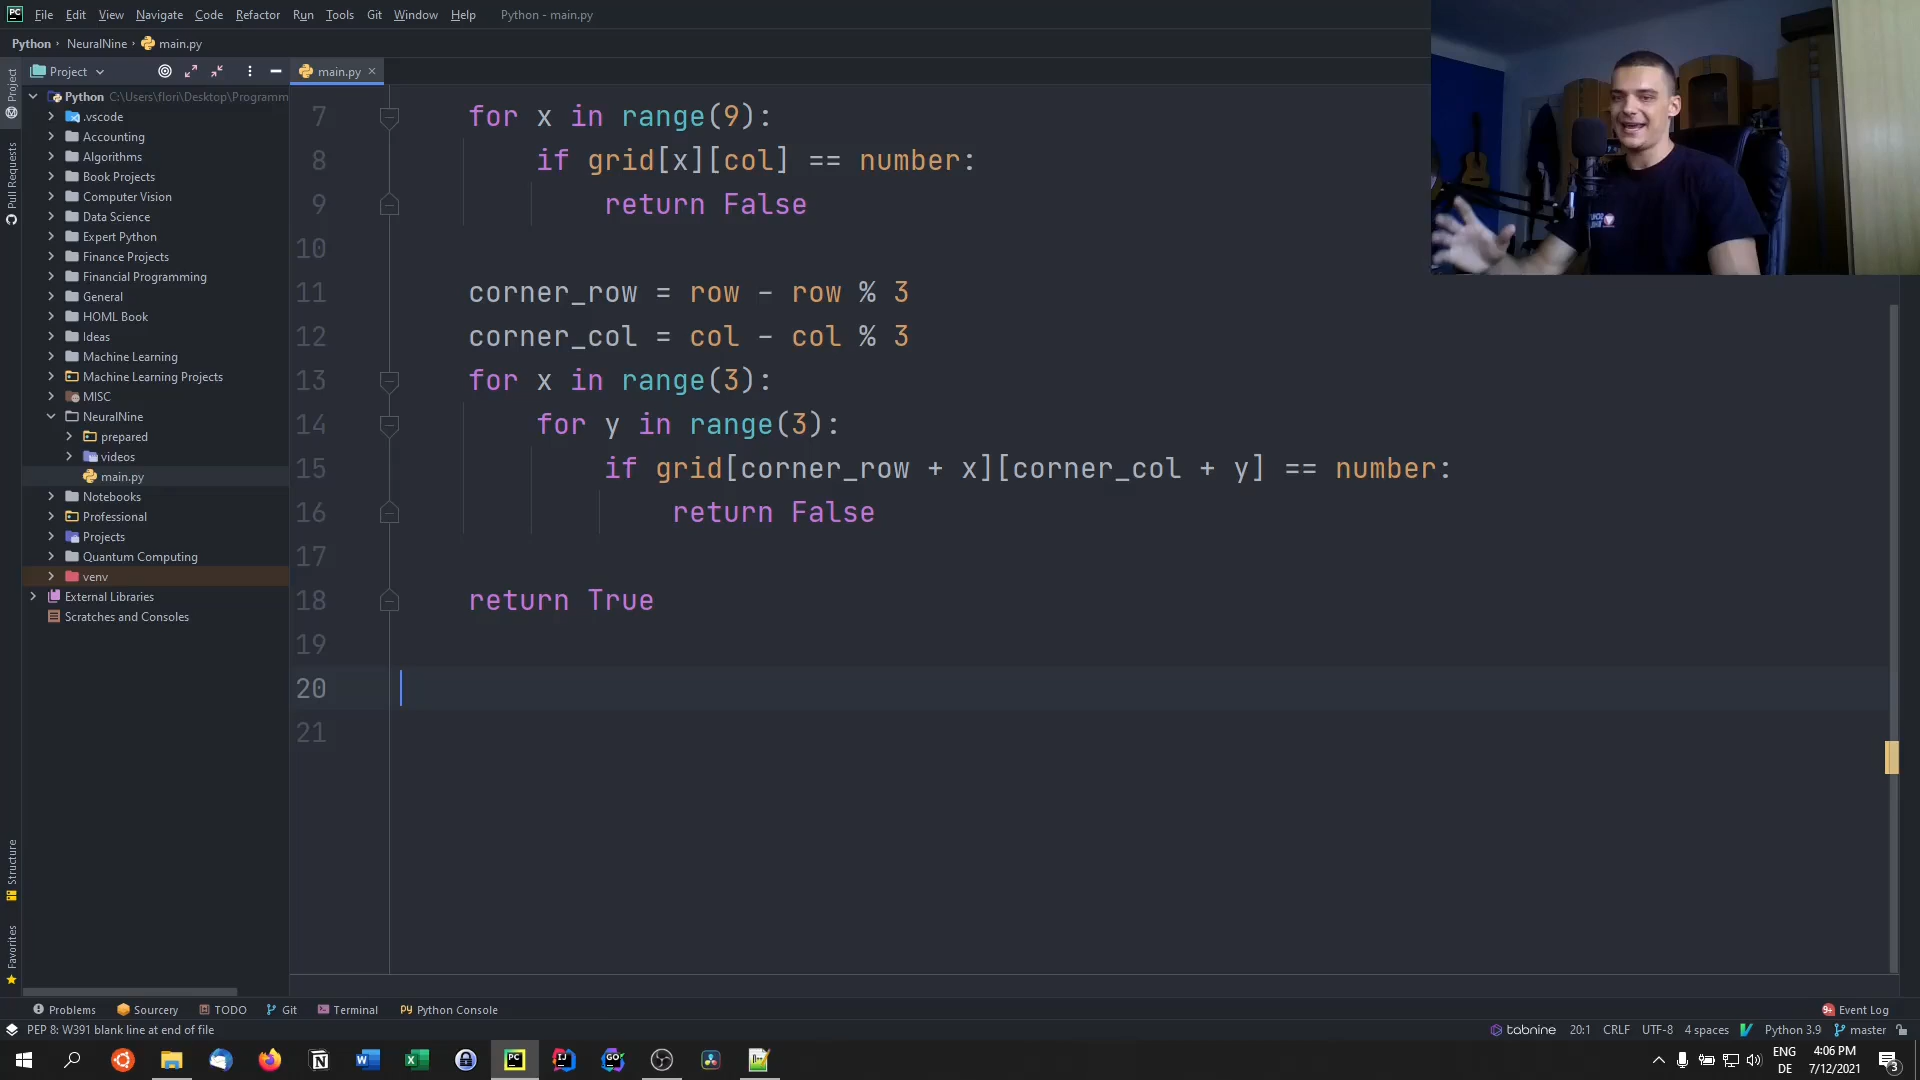 PC File Edit View Navigate Code Refactor Run Tools Git Window Help Python - main.py
Python NeuralNine main.py
Project
main.py
Python C:\Users\flori\Desktop\Programm
.vscode
Accounting
Algorithms
Book Projects
Computer Vision
Data Science
Expert Python
Finance Projects
Financial Programming
General
HOML Book
Ideas
Machine Learning
Machine Learning Projects
MISC
NeuralNine
prepared
videos
main.py
Notebooks
Professional
Projects
Quantum Computing
venv
External Libraries
Scratches and Consoles
Project
Pull Requests
Structure
Favorites
7 for x in range(9):
8 if grid[x][col] == number:
9 return False
10
11 corner_row = row - row % 3
12 corner_col = col - col % 3
13 for x in range(3):
14 for y in range(3):
15 if grid[corner_row + x][corner_col + y] == number:
16 return False
17
18 return True
19
20
21
Problems Sourcery TODO Git Terminal Python Console
9+ Event Log
PEP 8: W391 blank line at end of file
tabnine 20:1 CRLF UTF-8 4 spaces Python 3.9 master
PC IJ GO
ENG
DE
4:06 PM
7/12/2021
3